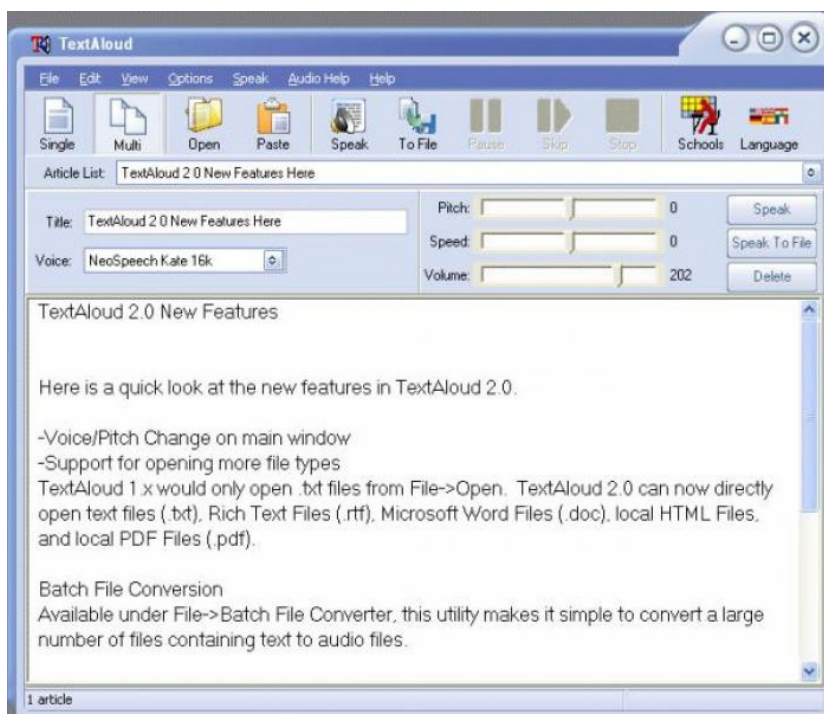 TextAloud
File Edit View Options Speak Audio Help Help
Single Multi Open Paste Speak To File Pause Skip Stop Schools Language
Article List: TextAloud 2 0 New Features Here
Title: TextAloud 2 0 New Features Here
Voice: NeoSpeech Kate 16k
Pitch: 0 Speak
Speed: 0 Speak To File
Volume: 202 Delete
TextAloud 2.0 New Features
Here is a quick look at the new features in TextAloud 2.0.
-Voice/Pitch Change on main window
-Support for opening more file types
TextAloud 1.x would only open .txt files from File->Open. TextAloud 2.0 can now directly
open text files (.txt), Rich Text Files (.rtf), Microsoft Word Files (.doc), local HTML Files,
and local PDF Files (.pdf).
Batch File Conversion
Available under File->Batch File Converter, this utility makes it simple to convert a large
number of files containing text to audio files.
1 article